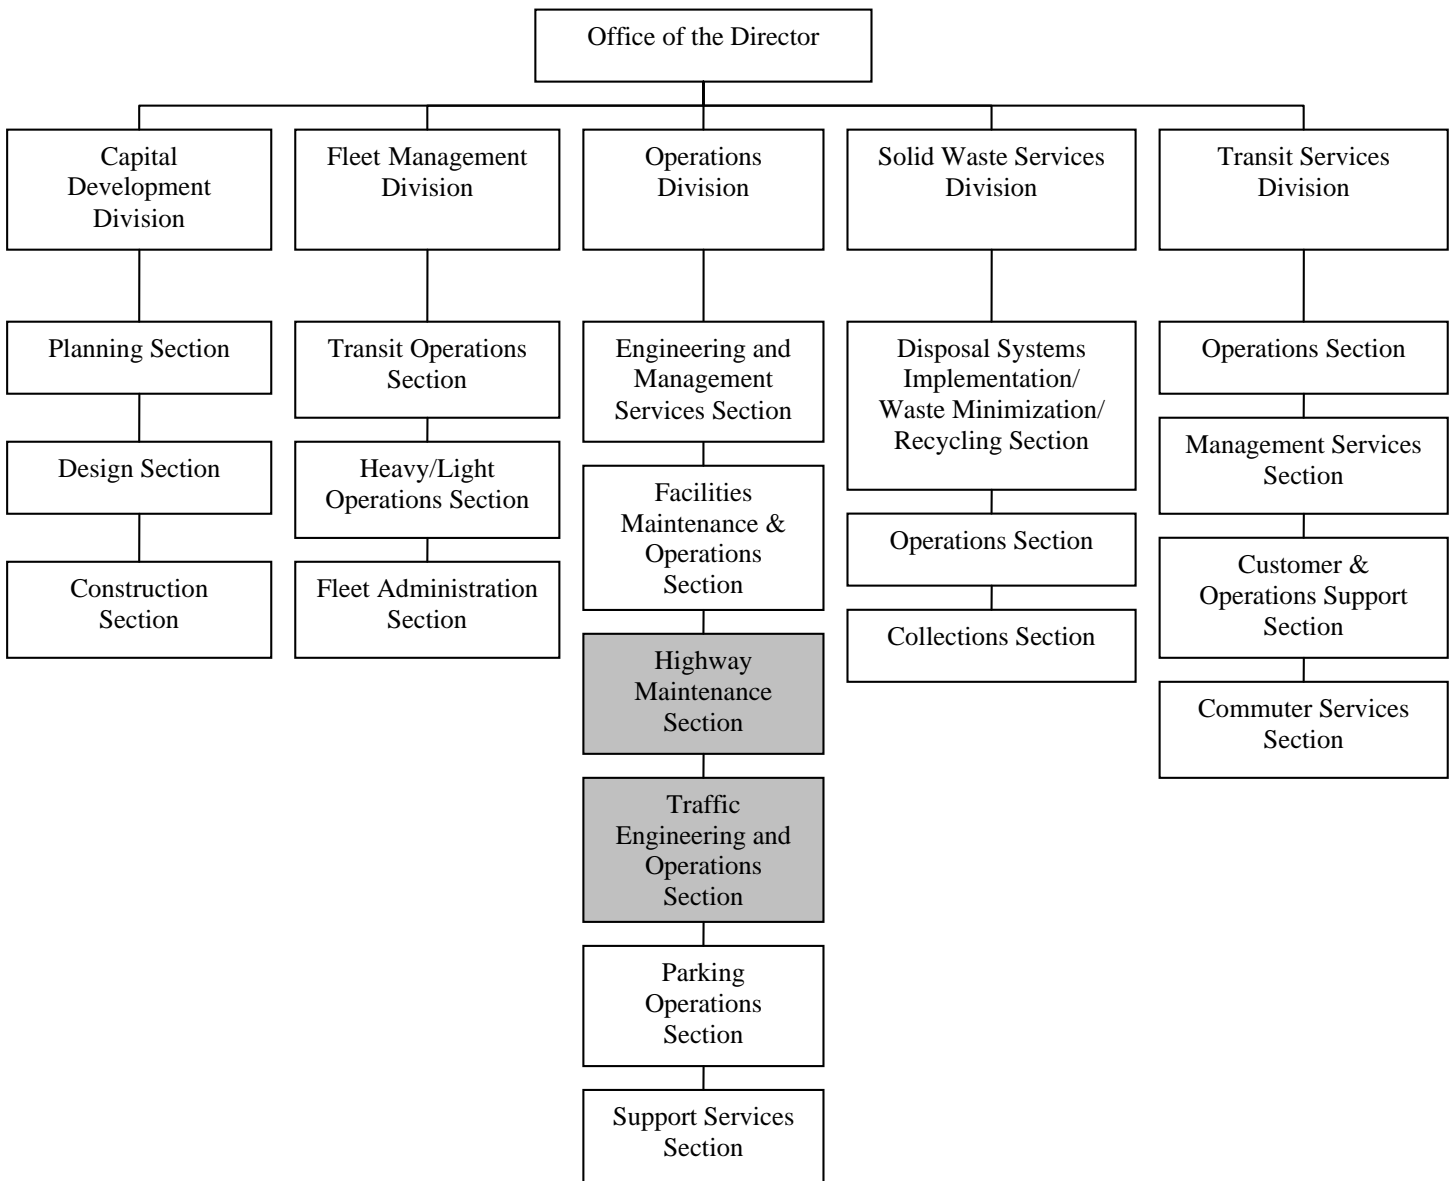 Office of the Director
Capital
Development
Division
Fleet Management
Division
Operations
Division
Solid Waste Services
Division
Transit Services
Division
Planning Section
Design Section
Construction
Section
Transit Operations
Section
Heavy/Light
Operations Section
Fleet Administration
Section
Engineering and
Management
Services Section
Facilities
Maintenance &
Operations
Section
Highway
Maintenance
Section
Traffic
Engineering and
Operations
Section
Parking
Operations
Section
Support Services
Section
Disposal Systems
Implementation/
Waste Minimization/
Recycling Section
Operations Section
Collections Section
Operations Section
Management Services
Section
Customer &
Operations Support
Section
Commuter Services
Section